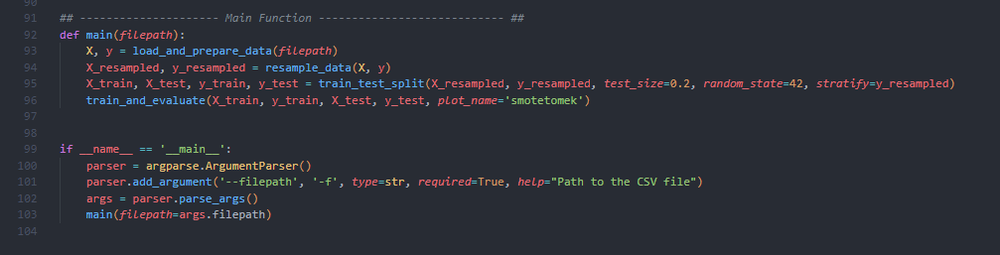 90
91 ## --------------------- Main Function ---------------------------- ##
92 def main(filepath):
93     X, y = load_and_prepare_data(filepath)
94     X_resampled, y_resampled = resample_data(X, y)
95     X_train, X_test, y_train, y_test = train_test_split(X_resampled, y_resampled, test_size=0.2, random_state=42, stratify=y_resampled)
96     train_and_evaluate(X_train, y_train, X_test, y_test, plot_name='smotetomek')
97
98
99 if __name__ == '__main__':
100     parser = argparse.ArgumentParser()
101     parser.add_argument('--filepath', '-f', type=str, required=True, help="Path to the CSV file")
102     args = parser.parse_args()
103     main(filepath=args.filepath)
104